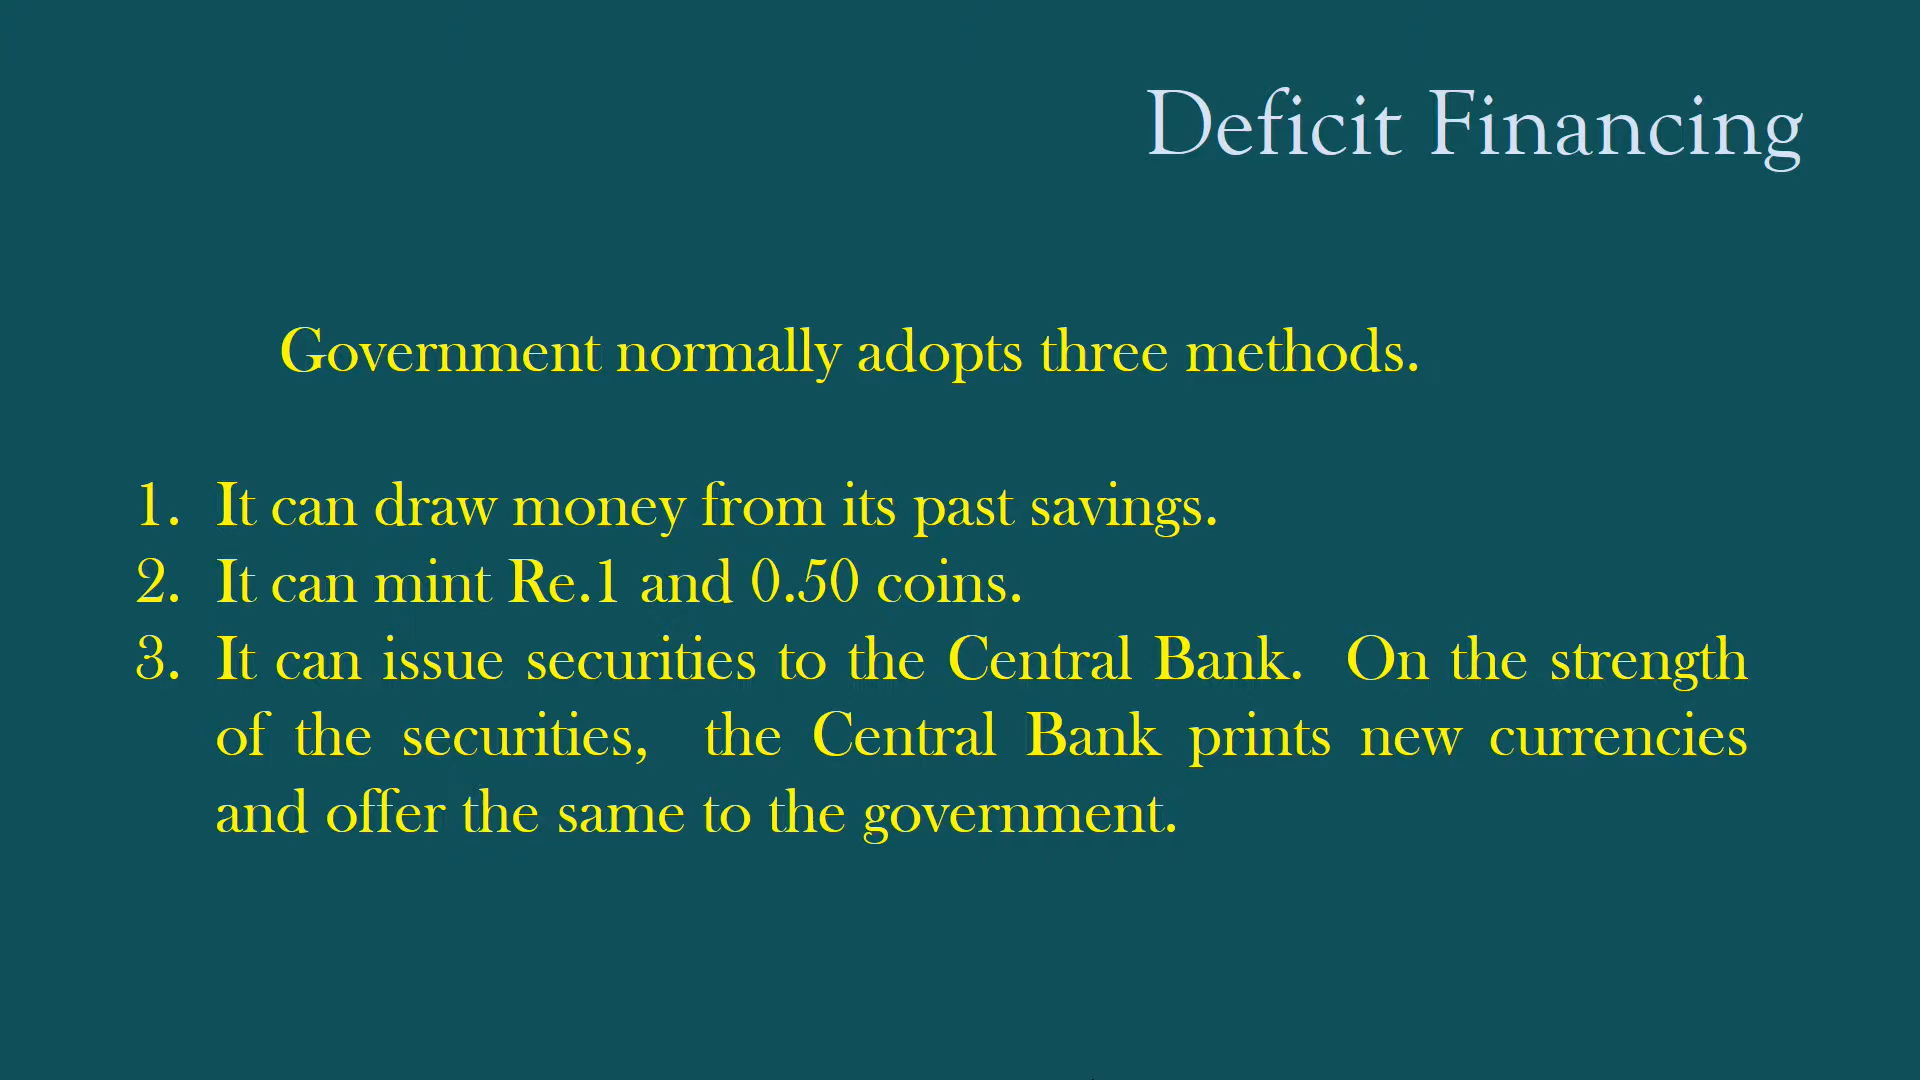 Deficit Financing
Government normally adopts three methods.
1. It can draw money from its past savings.
2. It can mint Re.1 and 0.50 coins.
3. It can issue securities to the Central Bank. On the strength
of the securities, the Central Bank prints new currencies
and offer the same to the government.